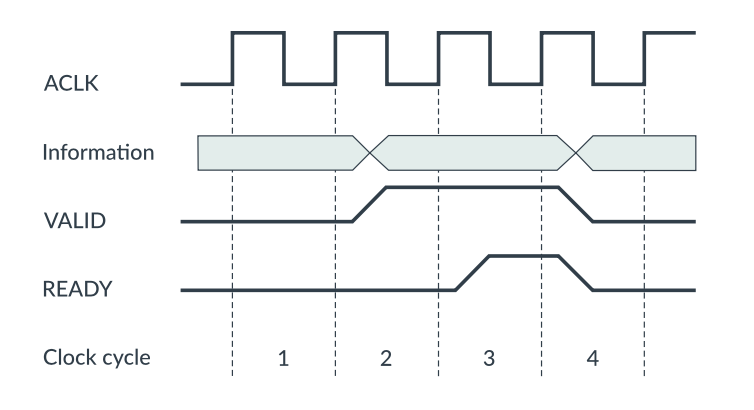 ACLK
Information
VALID
READY
Clock cycle 1 2 3 4